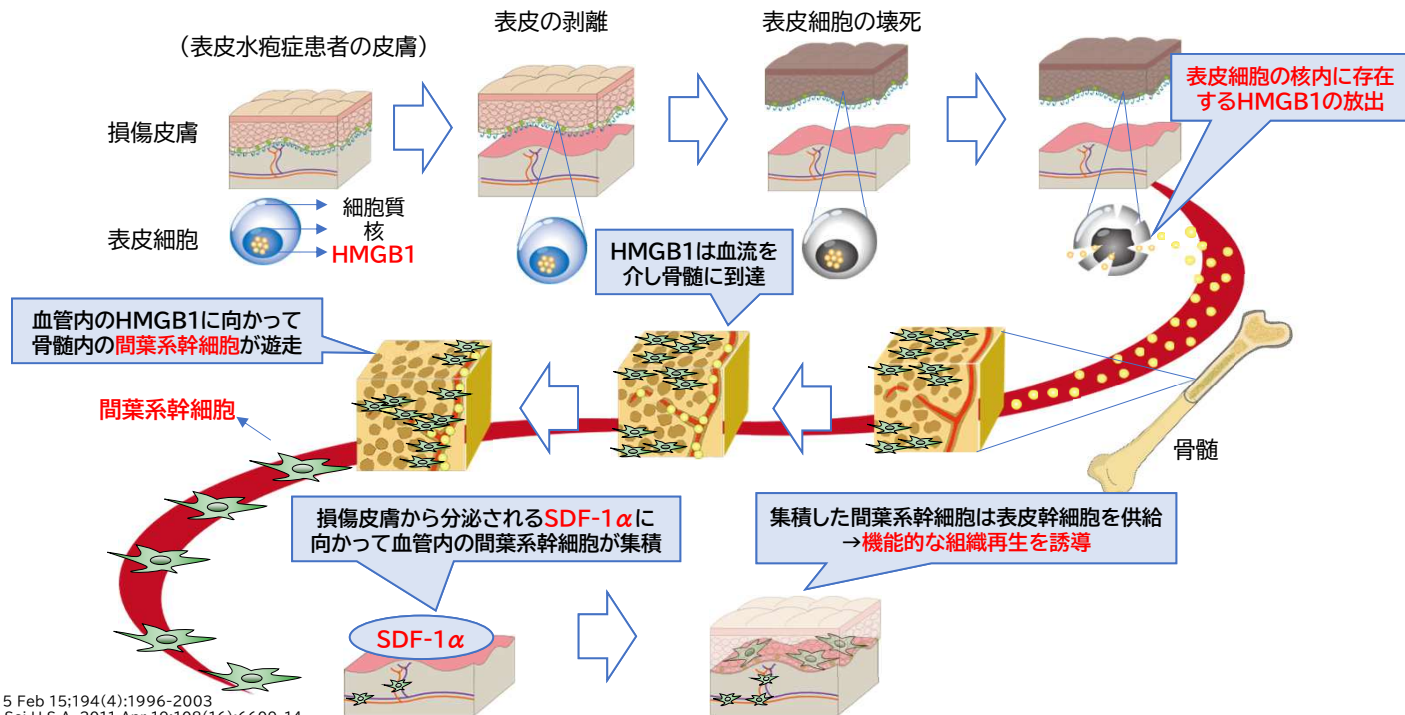 (表皮水疱症患者の皮膚)
表皮の剥離
表皮細胞の壊死
表皮細胞の核内に存在
するHMGB1の放出
損傷皮膚
表皮細胞
細胞質
核
HMGB1
HMGB1は血流を
介し骨髄に到達
血管内のHMGB1に向かって
骨髄内の間葉系幹細胞が遊走
間葉系幹細胞
骨髄
損傷皮膚から分泌されるSDF-1αに
向かって血管内の間葉系幹細胞が集積
集積した間葉系幹細胞は表皮幹細胞を供給
→機能的な組織再生を誘導
SDF-1α
5 Feb 15;194(4):1996-2003